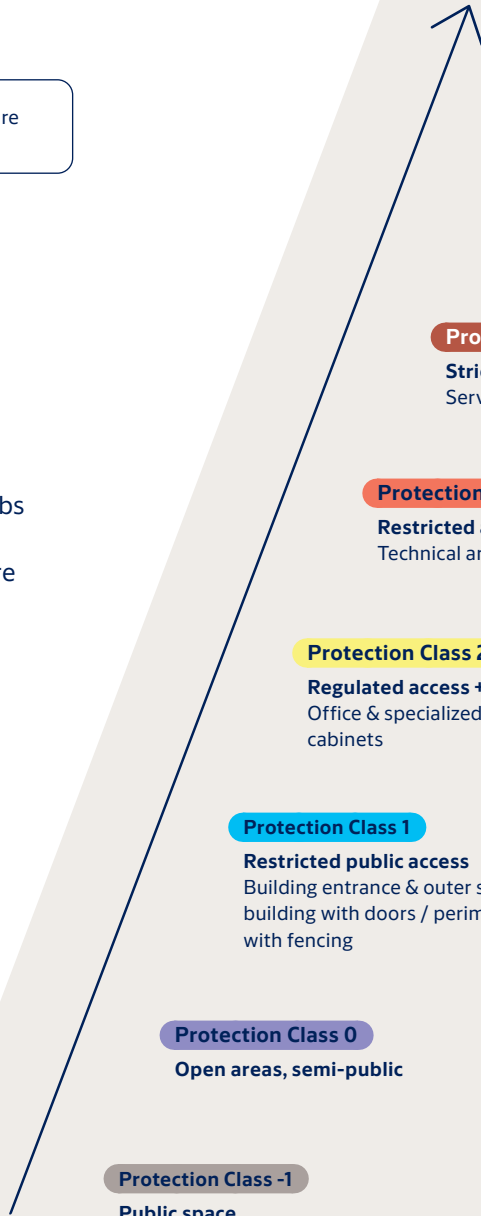 re
Pro
Stri
Serv
bs
Protection
Restricted a
Technical ar
re
Protection Class 2
Regulated access +
Office & specialized
cabinets
Protection Class 1
Restricted public access
Building entrance & outer s
building with doors / perim
with fencing
Protection Class 0
Open areas, semi-public
Protection Class -1
Public space